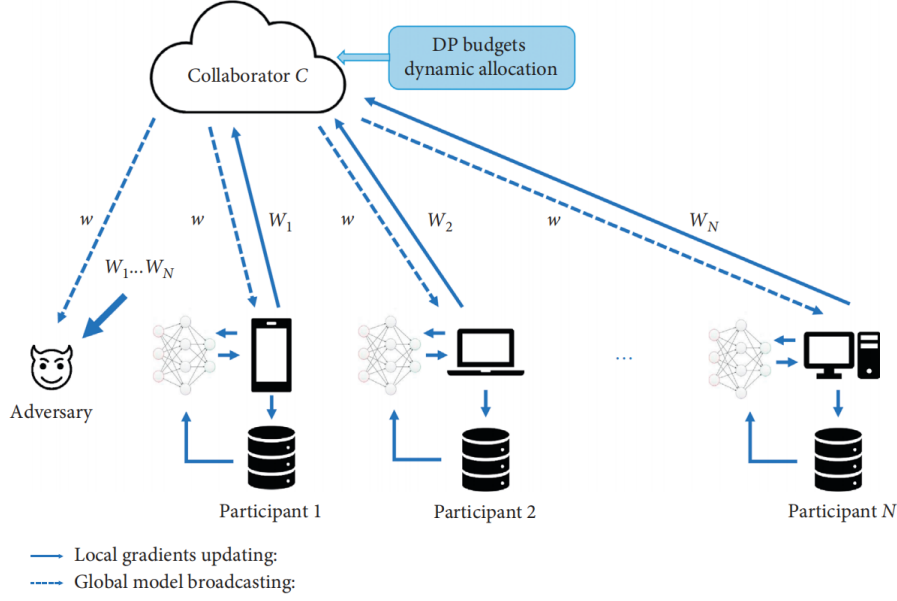 Collaborator C
DP budgets
dynamic allocation
w
w
W1
w
W2
w
WN
W1...WN
...
Adversary
Participant 1
Participant 2
Participant N
Local gradients updating:
Global model broadcasting: